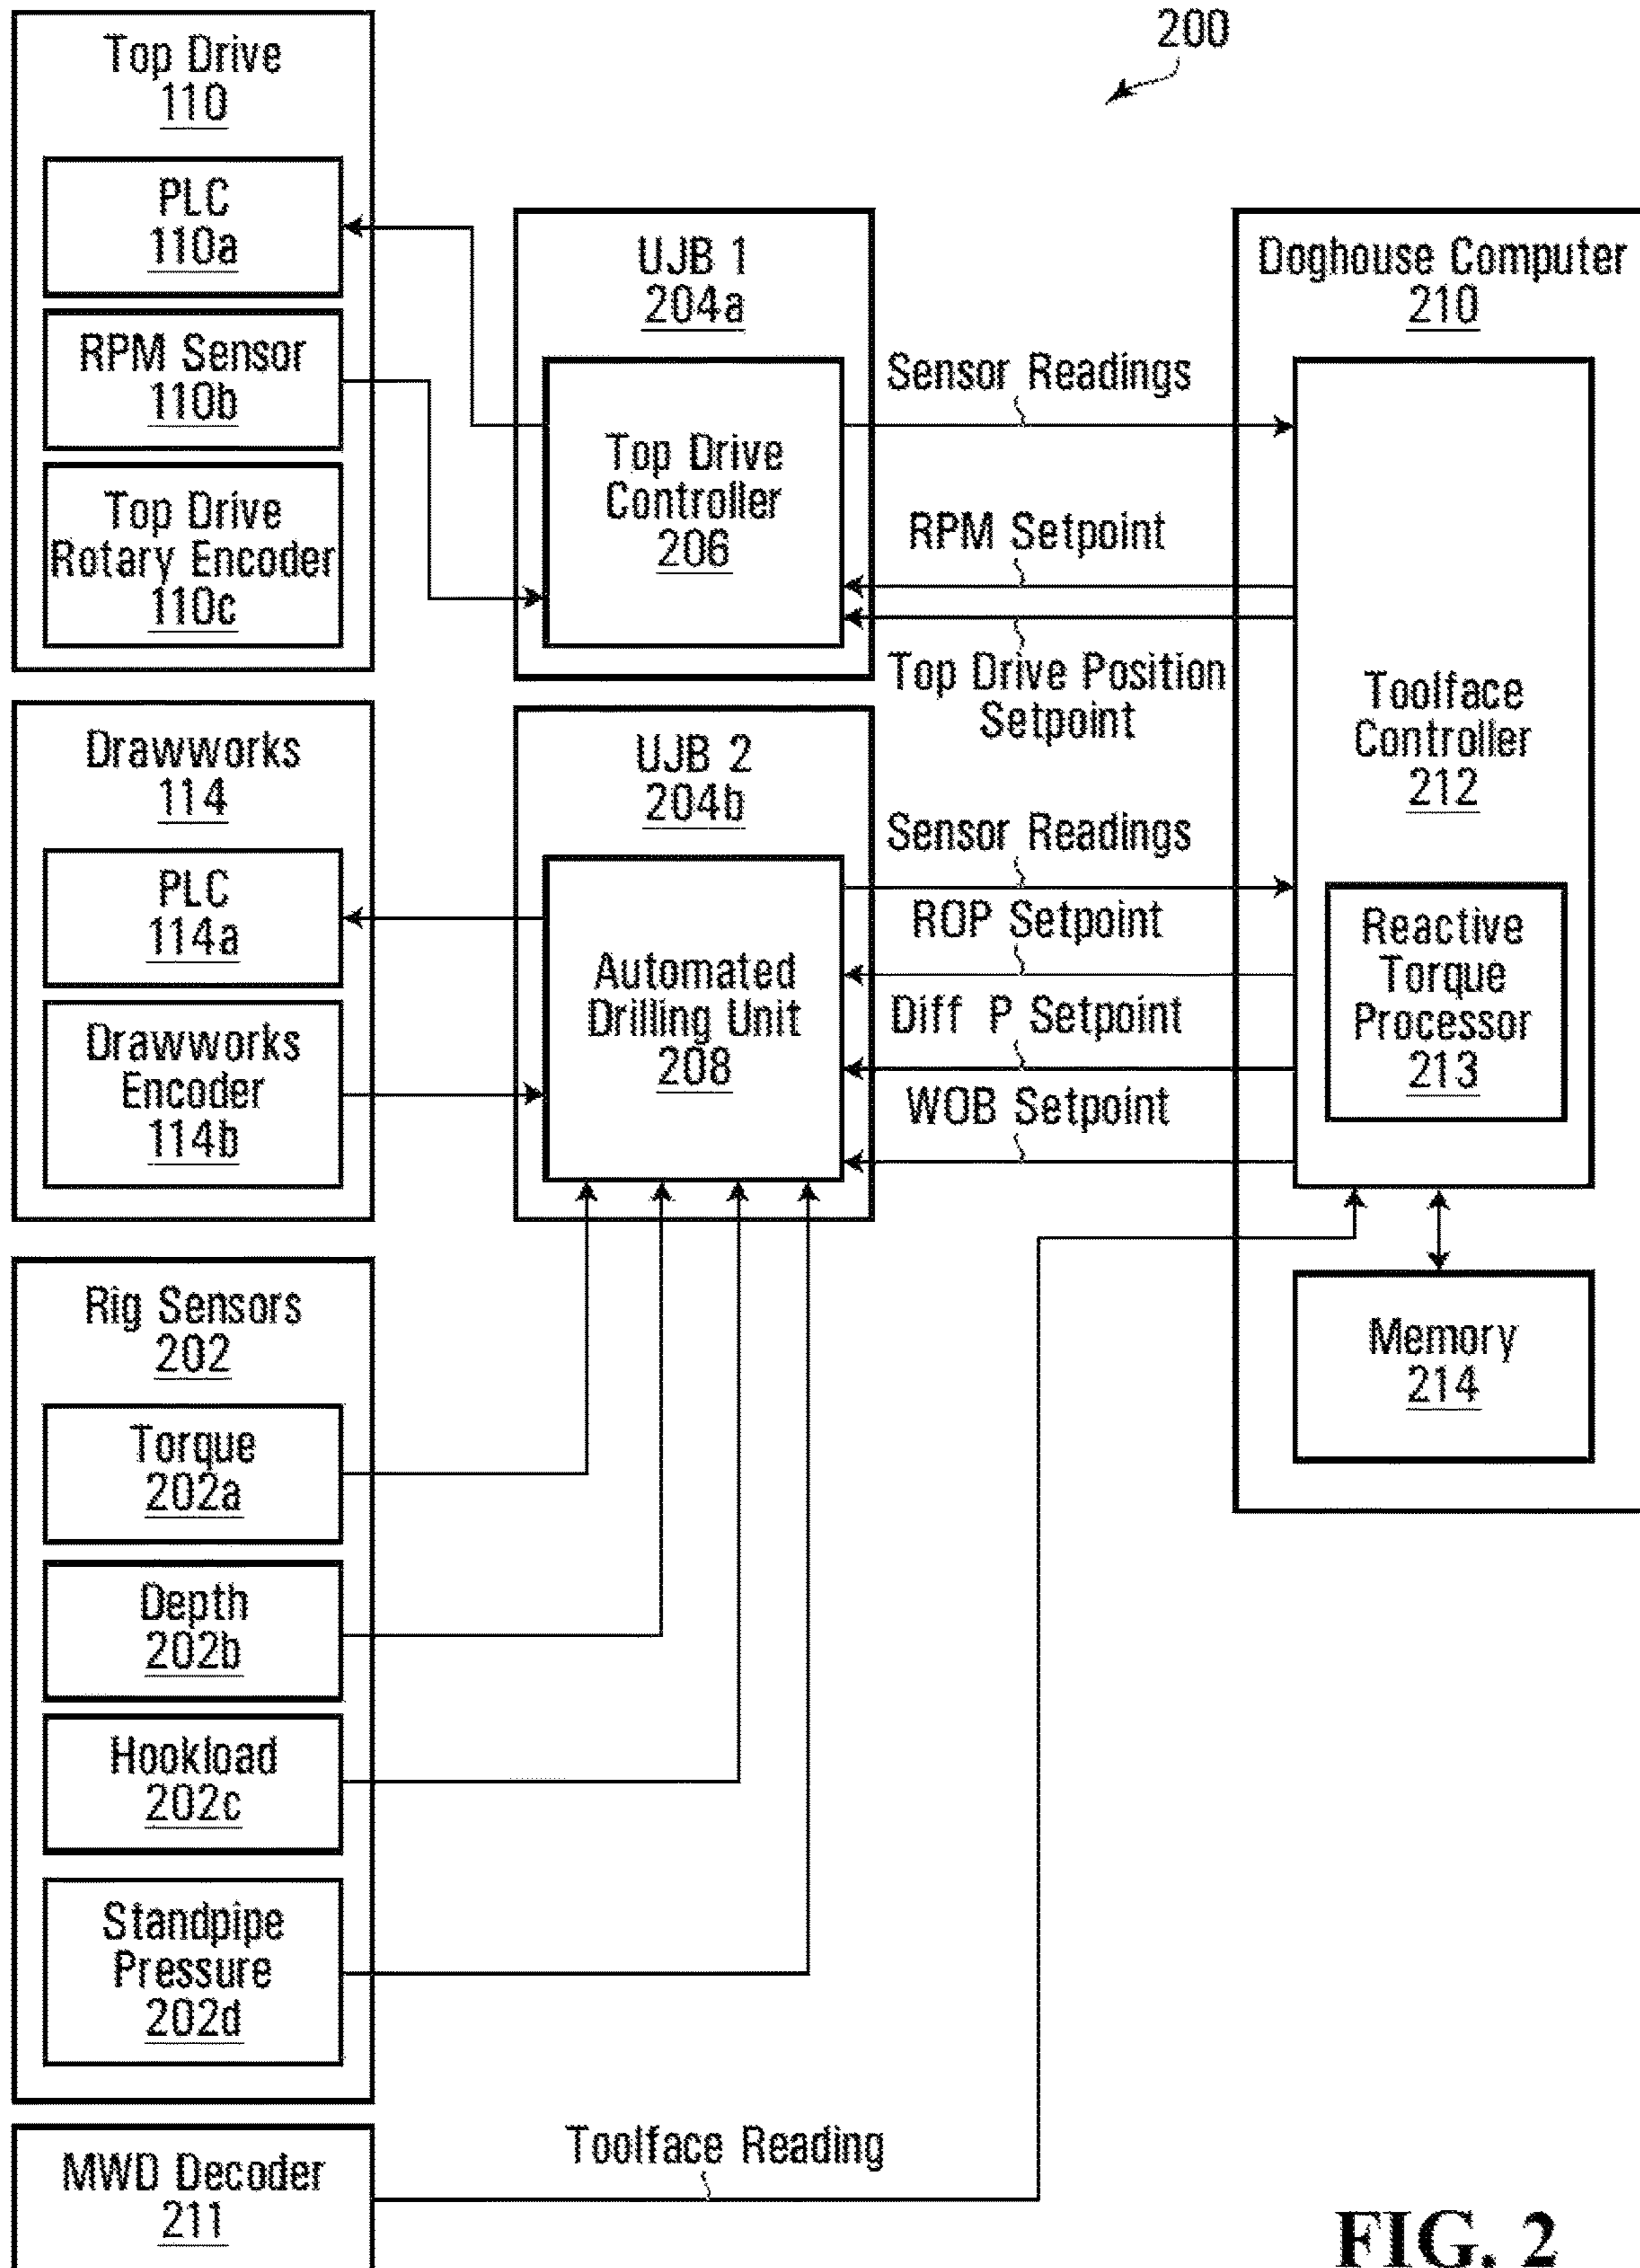 200
Top Drive
110
PLC
110a
RPM Sensor
110b
Top Drive
Rotary Encoder
110c
UJB 1
204a
Top Drive
Controller
206
Sensor Readings
RPM Setpoint
Top Drive Position
Setpoint
Doghouse Computer
210
Toolface
Controller
212
Reactive
Torque
Processor
213
Memory
214
Drawworks
114
PLC
114a
Drawworks
Encoder
114b
UJB 2
204b
Automated
Drilling Unit
208
Sensor Readings
ROP Setpoint
Diff P Setpoint
WOB Setpoint
Rig Sensors
202
Torque
202a
Depth
202b
Hookload
202c
Standpipe
Pressure
202d
MWD Decoder
211
Toolface Reading
FIG. 2